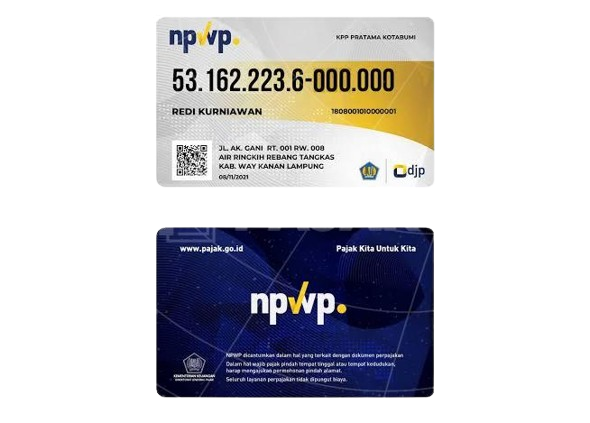 npwp.
KPP PRATAMA KOTABUMI
53.162.223.6-000.000
REDI KURNIAWAN
1808001010000001
JL. AK. GANI RT. 001 RW. 008
AIR RINGKIH REBANG TANGKAS
KAB. WAY KANAN LAMPUNG
08/11/2021
djp
www.pajak.go.id
Pajak Kita Untuk Kita
npwp.
NPWP dicantumkan dalam hal yang terkait dengan dokumen perpajakan
Dalam hal wajib pajak pindah tempat tinggal atau tempat kedudukan,
harap mengajukan permohonan pindah alamat.
Seluruh layanan perpajakan tidak dipungut biaya.
KEMENTERIAN KEUANGAN
DIREKTORAT JENDERAL PAJAK